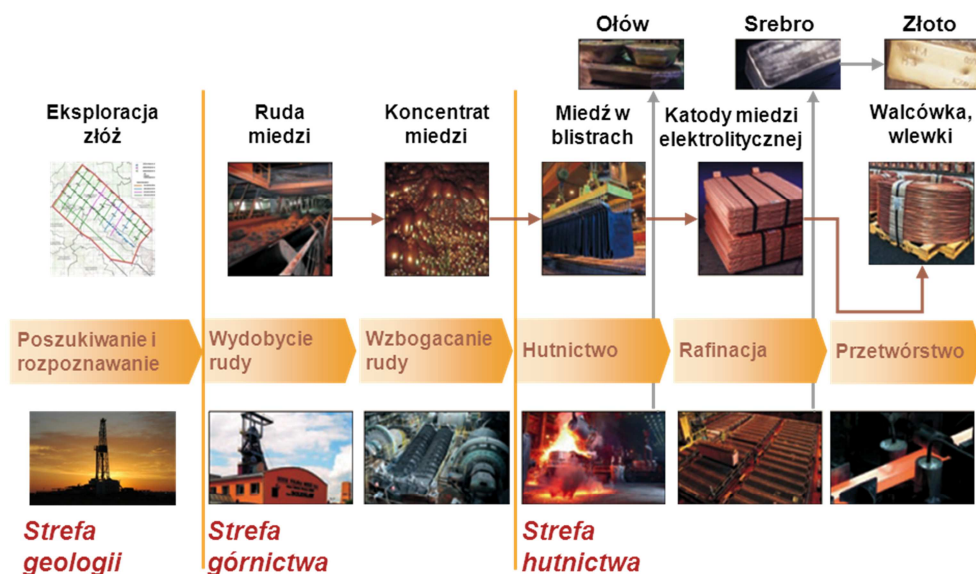 Ołów
Srebro
Złoto
Eksploracja
złóż
Ruda
miedzi
Koncentrat
miedzi
Miedź w
blistrach
Katody miedzi
elektrolitycznej
Walcówka,
wlewki
Poszukiwanie i
rozpoznawanie
Wydobycie
rudy
Wzbogacanie
rudy
Hutnictwo
Rafinacja
Przetwórstwo
Strefa
geologii
Strefa
górnictwa
Strefa
hutnictwa